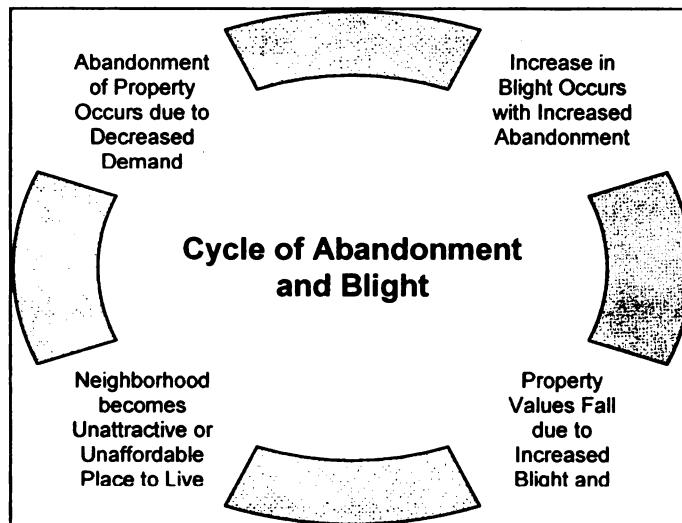 Abandonment
of Property
Occurs due to
Decreased
Demand
Increase in
Blight Occurs
with Increased
Abandonment
Cycle of Abandonment
and Blight
Neighborhood
becomes
Unattractive or
Unaffordable
Place to Live
Property
Values Fall
due to
Increased
Blight and